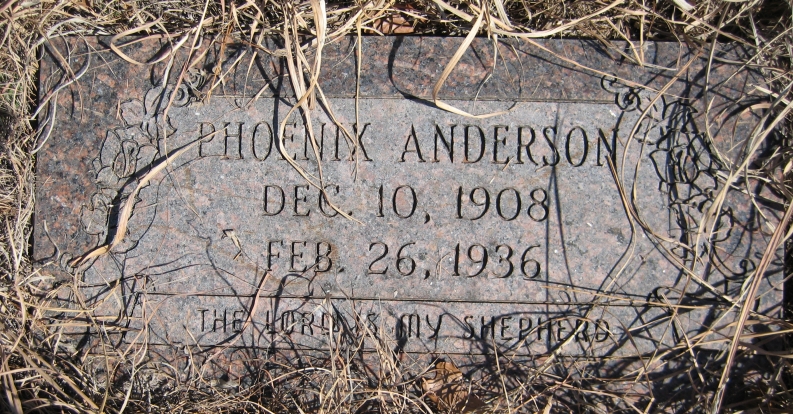 PHOENIX ANDERSON
DEC. 10, 1908
FEB. 26, 1936
THE LORD IS MY SHEPHERD